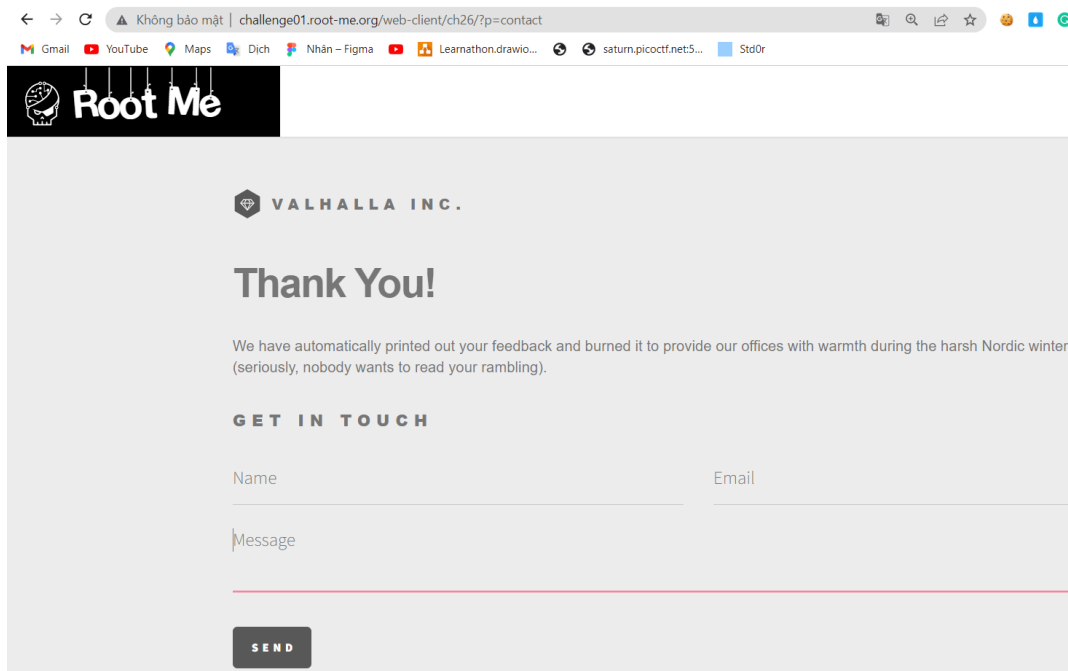 Không bảo mật | challenge01.root-me.org/web-client/ch26/?p=contact
Gmail YouTube Maps Dịch Nhân – Figma Learnathon.drawio... saturn.picoctf.net:5... Std0r
Root Me
VALHALLA INC.
Thank You!
We have automatically printed out your feedback and burned it to provide our offices with warmth during the harsh Nordic winter
(seriously, nobody wants to read your rambling).
GET IN TOUCH
Name Email
Message
SEND